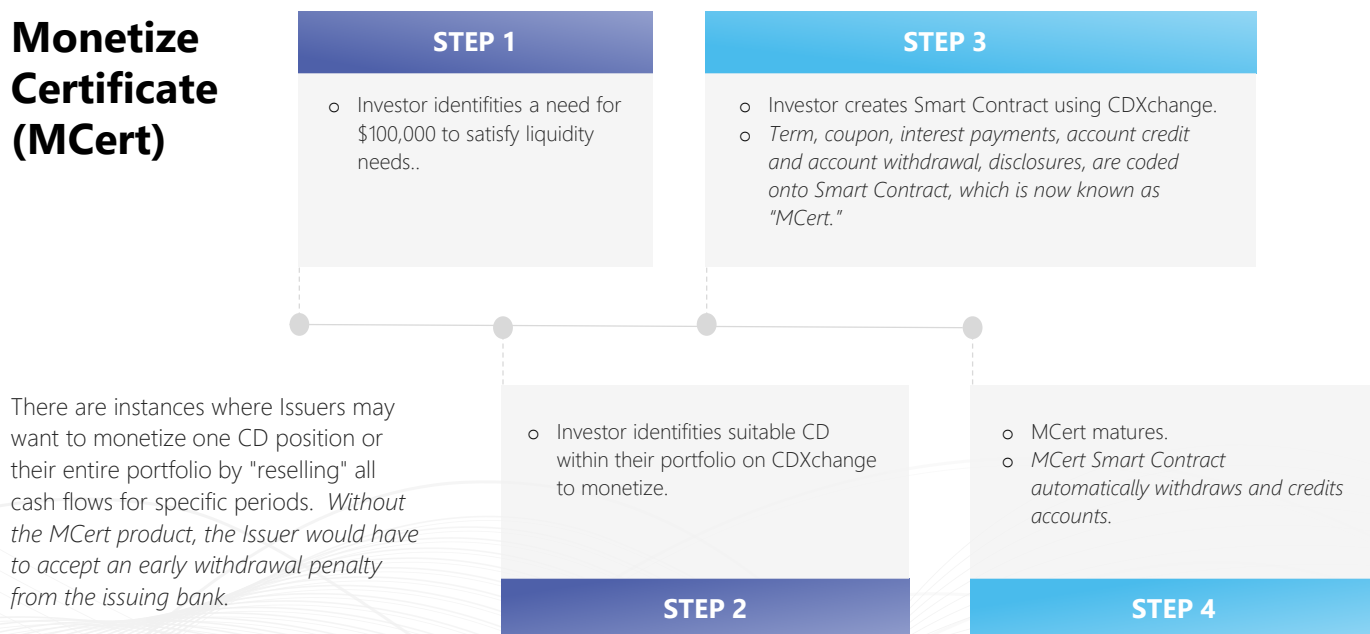 Monetize
Certificate
(MCert)
There are instances where Issuers may
want to monetize one CD position or
their entire portfolio by "reselling" all
cash flows for specific periods. Without
the MCert product, the Issuer would have
to accept an early withdrawal penalty
from the issuing bank.
STEP 1
o Investor identifities a need for
$100,000 to satisfy liquidity
needs..
o Investor identifities suitable CD
within their portfolio on CDXchange
to monetize.
STEP 2
STEP 3
o Investor creates Smart Contract using CDXchange.
o Term, coupon, interest payments, account credit
and account withdrawal, disclosures, are coded
onto Smart Contract, which is now known as
"MCert."
o MCert matures.
o MCert Smart Contract
automatically withdraws and credits
accounts.
STEP 4